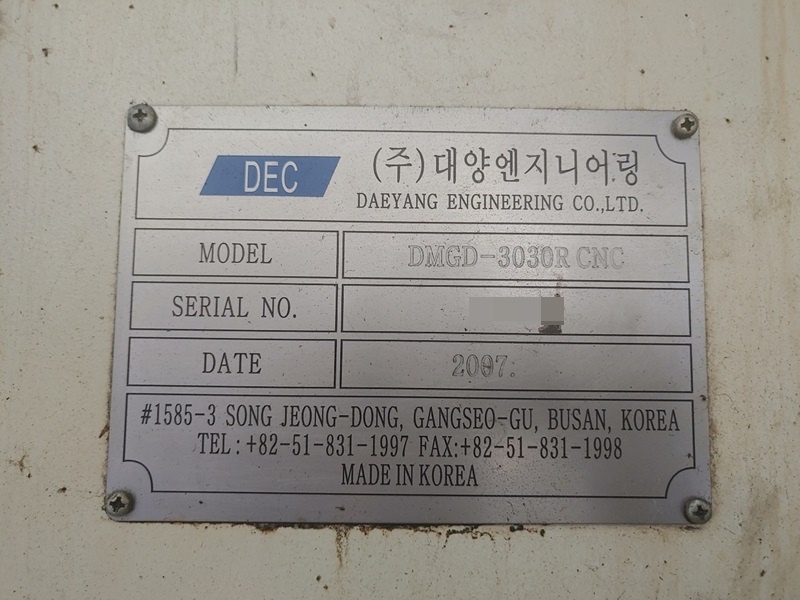 DEC
(주)대양엔지니어링
DAEYANG ENGINEERING CO.,LTD.
MODEL DMGD-3030R CNC
SERIAL NO.
DATE 2007.
#1585-3 SONG JEONG-DONG, GANGSEO-GU, BUSAN, KOREA
TEL : +82-51-831-1997 FAX:+82-51-831-1998
MADE IN KOREA